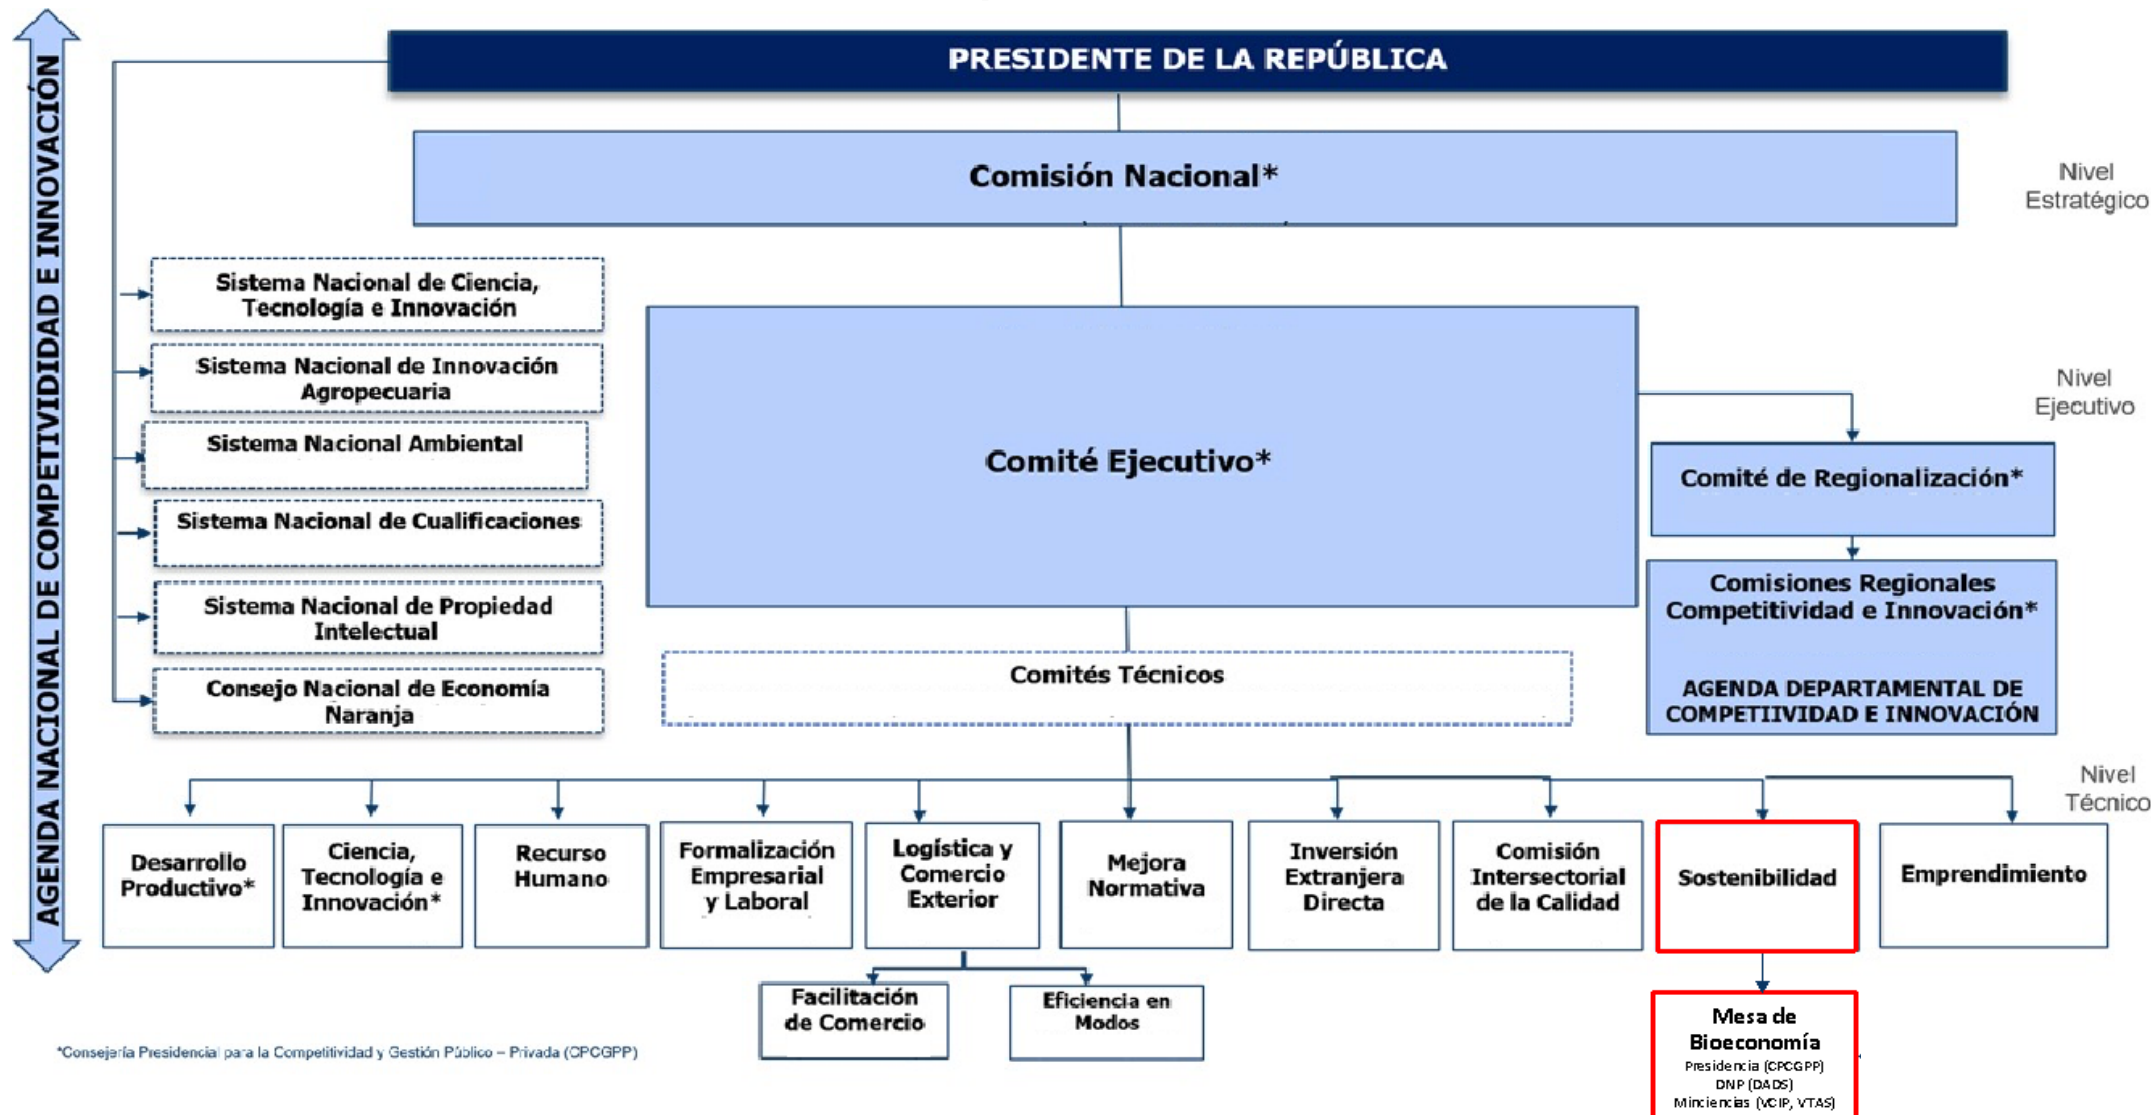 PRESIDENTE DE LA REPÚBLICA
Comisión Nacional*
Nivel
Estratégico
AGENDA NACIONAL DE COMPETIVIDIDAD E INNOVACIÓN
Sistema Nacional de Ciencia,
Tecnología e Innovación
Sistema Nacional de Innovación
Agropecuaria
Sistema Nacional Ambiental
Sistema Nacional de Cualificaciones
Sistema Nacional de Propiedad
Intelectual
Consejo Nacional de Economía
Naranja
Comité Ejecutivo*
Nivel
Ejecutivo
Comité de Regionalización*
Comisiones Regionales
Competitividad e Innovación*
AGENDA DEPARTAMENTAL DE
COMPETIIVIDAD E INNOVACIÓN
Comités Técnicos
Nivel
Técnico
Desarrollo
Productivo*
Ciencia,
Tecnología e
Innovación*
Recurso
Humano
Formalización
Empresarial
y Laboral
Logística y
Comercio
Exterior
Mejora
Normativa
Inversión
Extranjera
Directa
Comisión
Intersectorial
de la Calidad
Sostenibilidad
Emprendimiento
Facilitación
de Comercio
Eficiencia en
Modos
Mesa de
Bioeconomía
Presidencia (CPCGPP)
DNP (DADS)
Minciencias (VCIP, VTAS)
*Consejería Presidencial para la Competitividad y Gestión Público – Privada (CPCGPP)